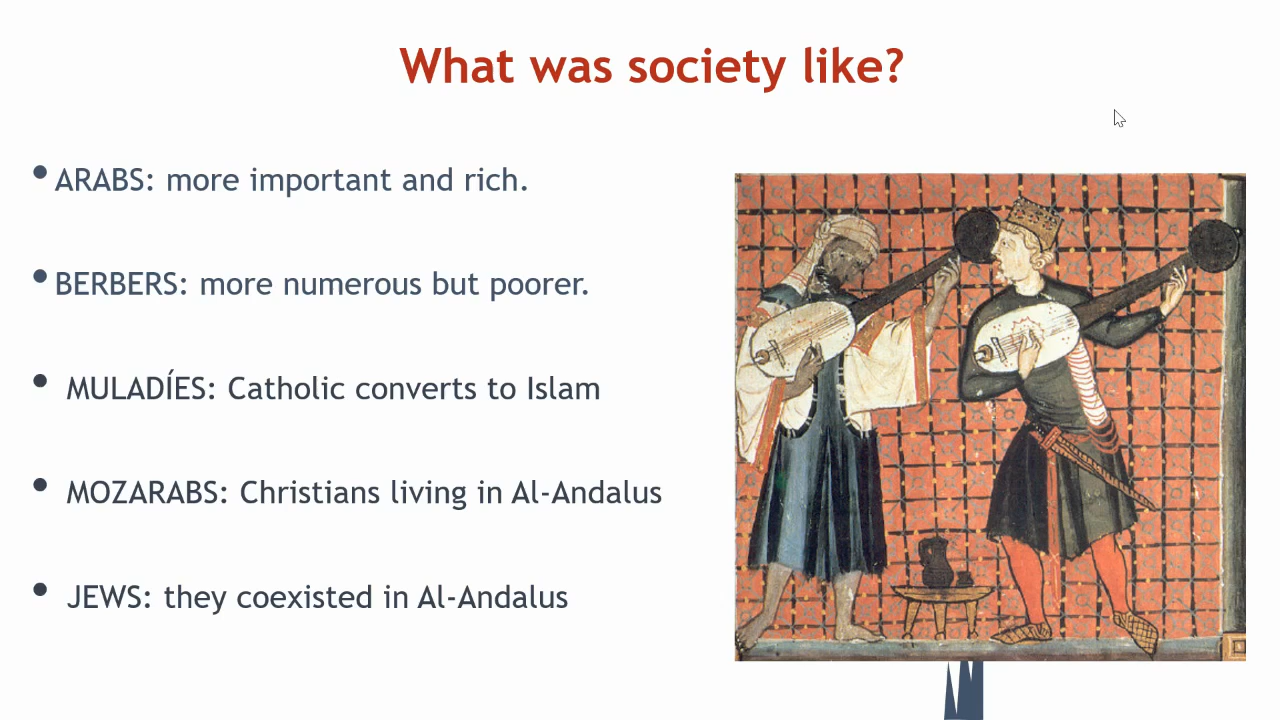 What was society like?
• ARABS: more important and rich.
• BERBERS: more numerous but poorer.
• MULADÍES: Catholic converts to Islam
• MOZARABS: Christians living in Al-Andalus
• JEWS: they coexisted in Al-Andalus